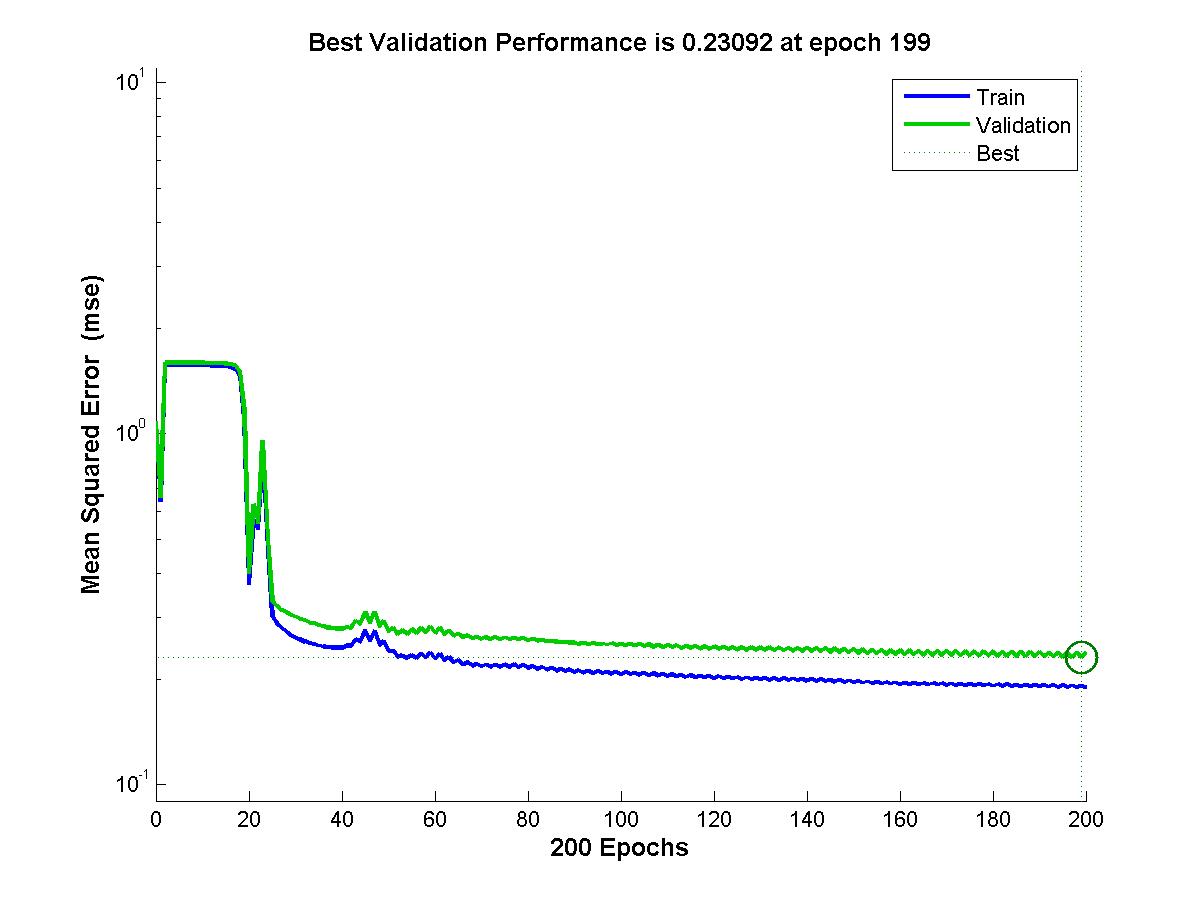 Best Validation Performance is 0.23092 at epoch 199
Train
Validation
Best
Mean Squared Error (mse)
10^1
10^0
10^-1
0 20 40 60 80 100 120 140 160 180 200
200 Epochs